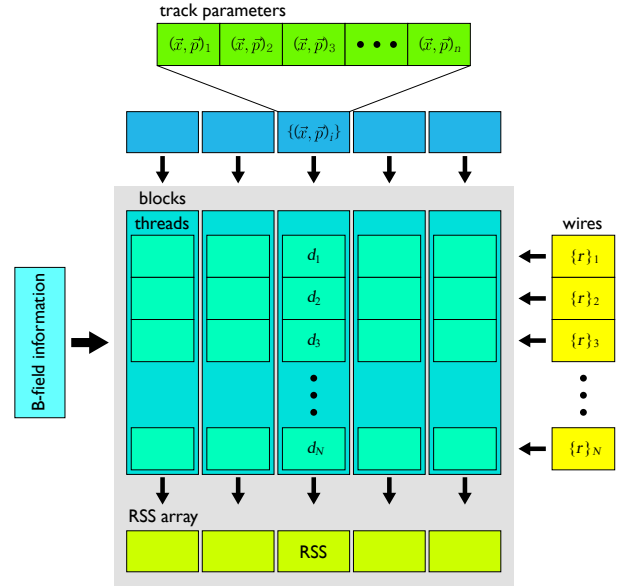 track parameters
(x⃗, p⃗)₁ (x⃗, p⃗)₂ (x⃗, p⃗)₃ • • • (x⃗, p⃗)ₙ
{(x⃗, p⃗)ᵢ}
blocks
threads
wires
d₁ {r}₁
d₂ {r}₂
d₃ {r}₃
B-field information
d_N {r}_N
RSS array
RSS